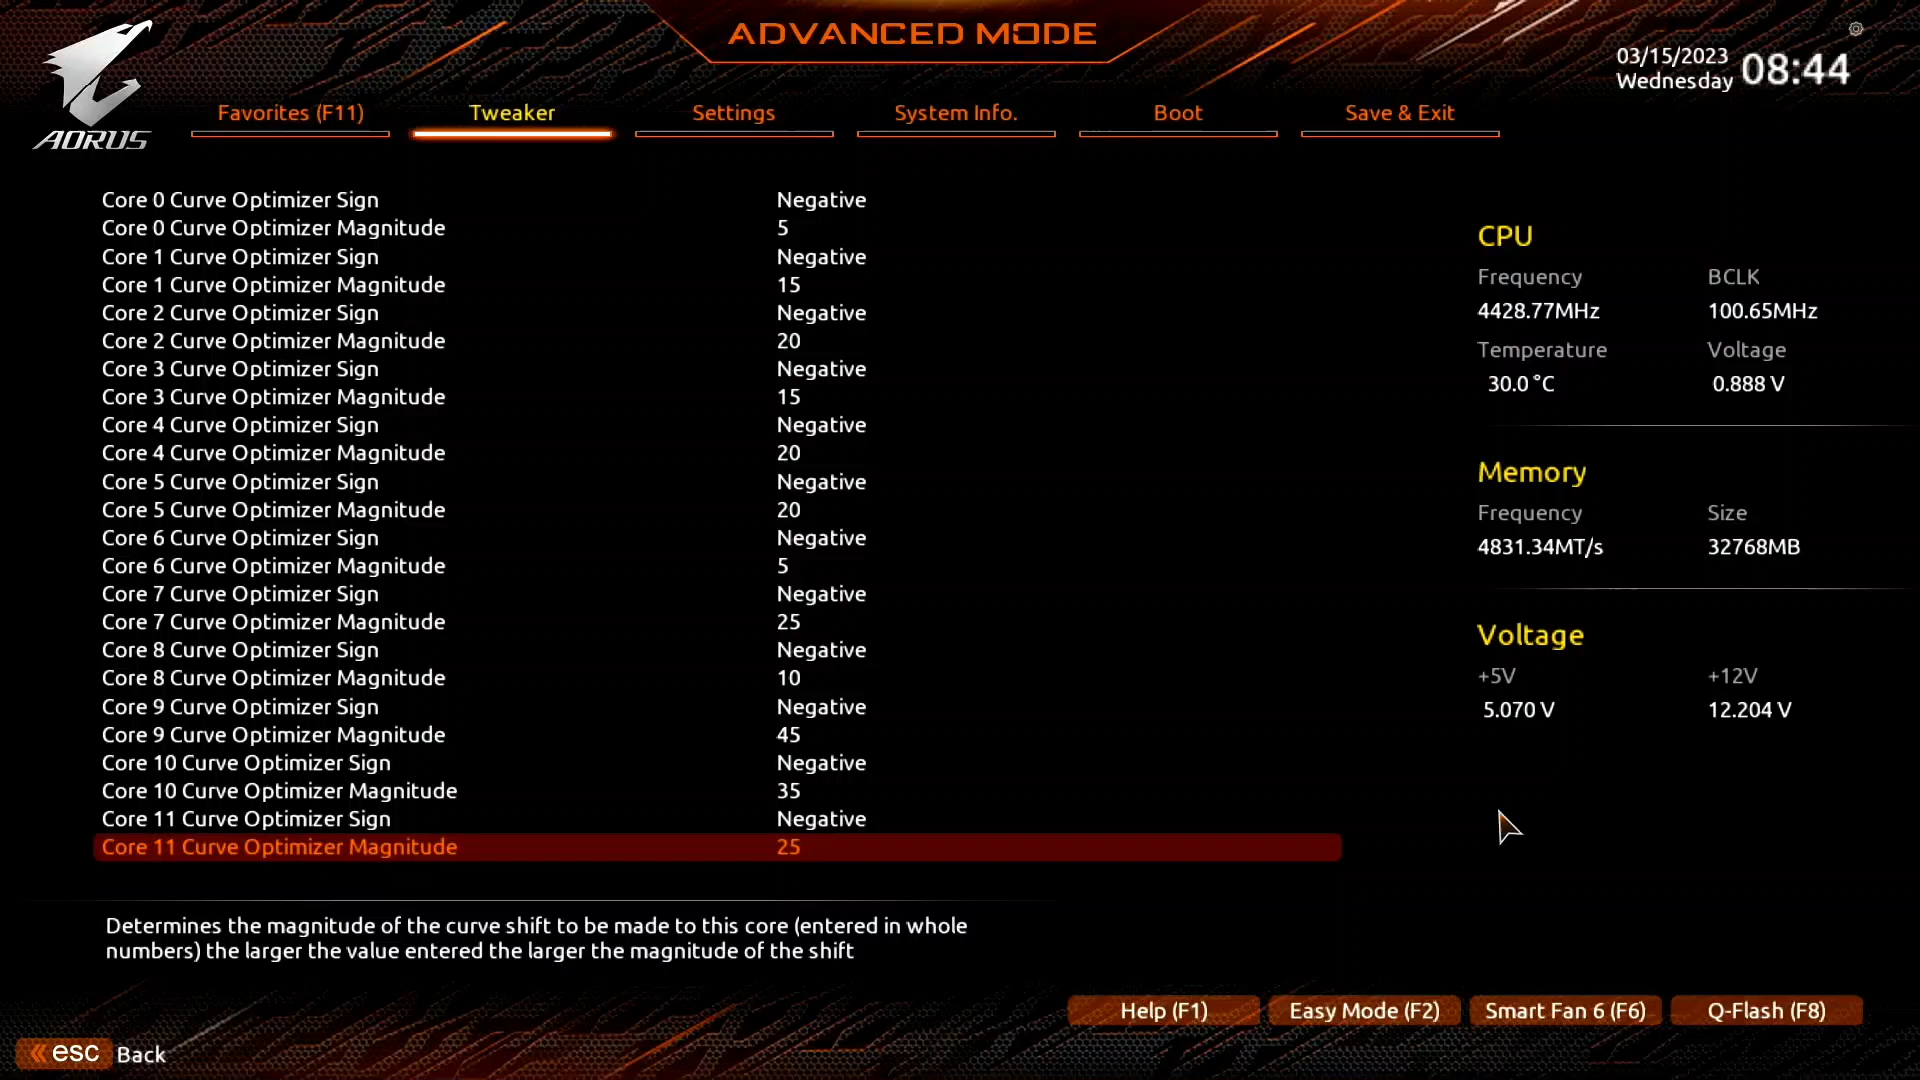 ADVANCED MODE
AORUS
03/15/2023
Wednesday
08:44
Favorites (F11)
Tweaker
Settings
System Info.
Boot
Save & Exit
Core 0 Curve Optimizer Sign Negative
Core 0 Curve Optimizer Magnitude 5
Core 1 Curve Optimizer Sign Negative
Core 1 Curve Optimizer Magnitude 15
Core 2 Curve Optimizer Sign Negative
Core 2 Curve Optimizer Magnitude 20
Core 3 Curve Optimizer Sign Negative
Core 3 Curve Optimizer Magnitude 15
Core 4 Curve Optimizer Sign Negative
Core 4 Curve Optimizer Magnitude 20
Core 5 Curve Optimizer Sign Negative
Core 5 Curve Optimizer Magnitude 20
Core 6 Curve Optimizer Sign Negative
Core 6 Curve Optimizer Magnitude 5
Core 7 Curve Optimizer Sign Negative
Core 7 Curve Optimizer Magnitude 25
Core 8 Curve Optimizer Sign Negative
Core 8 Curve Optimizer Magnitude 10
Core 9 Curve Optimizer Sign Negative
Core 9 Curve Optimizer Magnitude 45
Core 10 Curve Optimizer Sign Negative
Core 10 Curve Optimizer Magnitude 35
Core 11 Curve Optimizer Sign Negative
Core 11 Curve Optimizer Magnitude 25
CPU
Frequency BCLK
4428.77MHz 100.65MHz
Temperature Voltage
30.0 °C 0.888 V
Memory
Frequency Size
4831.34MT/s 32768MB
Voltage
+5V +12V
5.070 V 12.204 V
Determines the magnitude of the curve shift to be made to this core (entered in whole
numbers) the larger the value entered the larger the magnitude of the shift
Help (F1)
Easy Mode (F2)
Smart Fan 6 (F6)
Q-Flash (F8)
esc Back